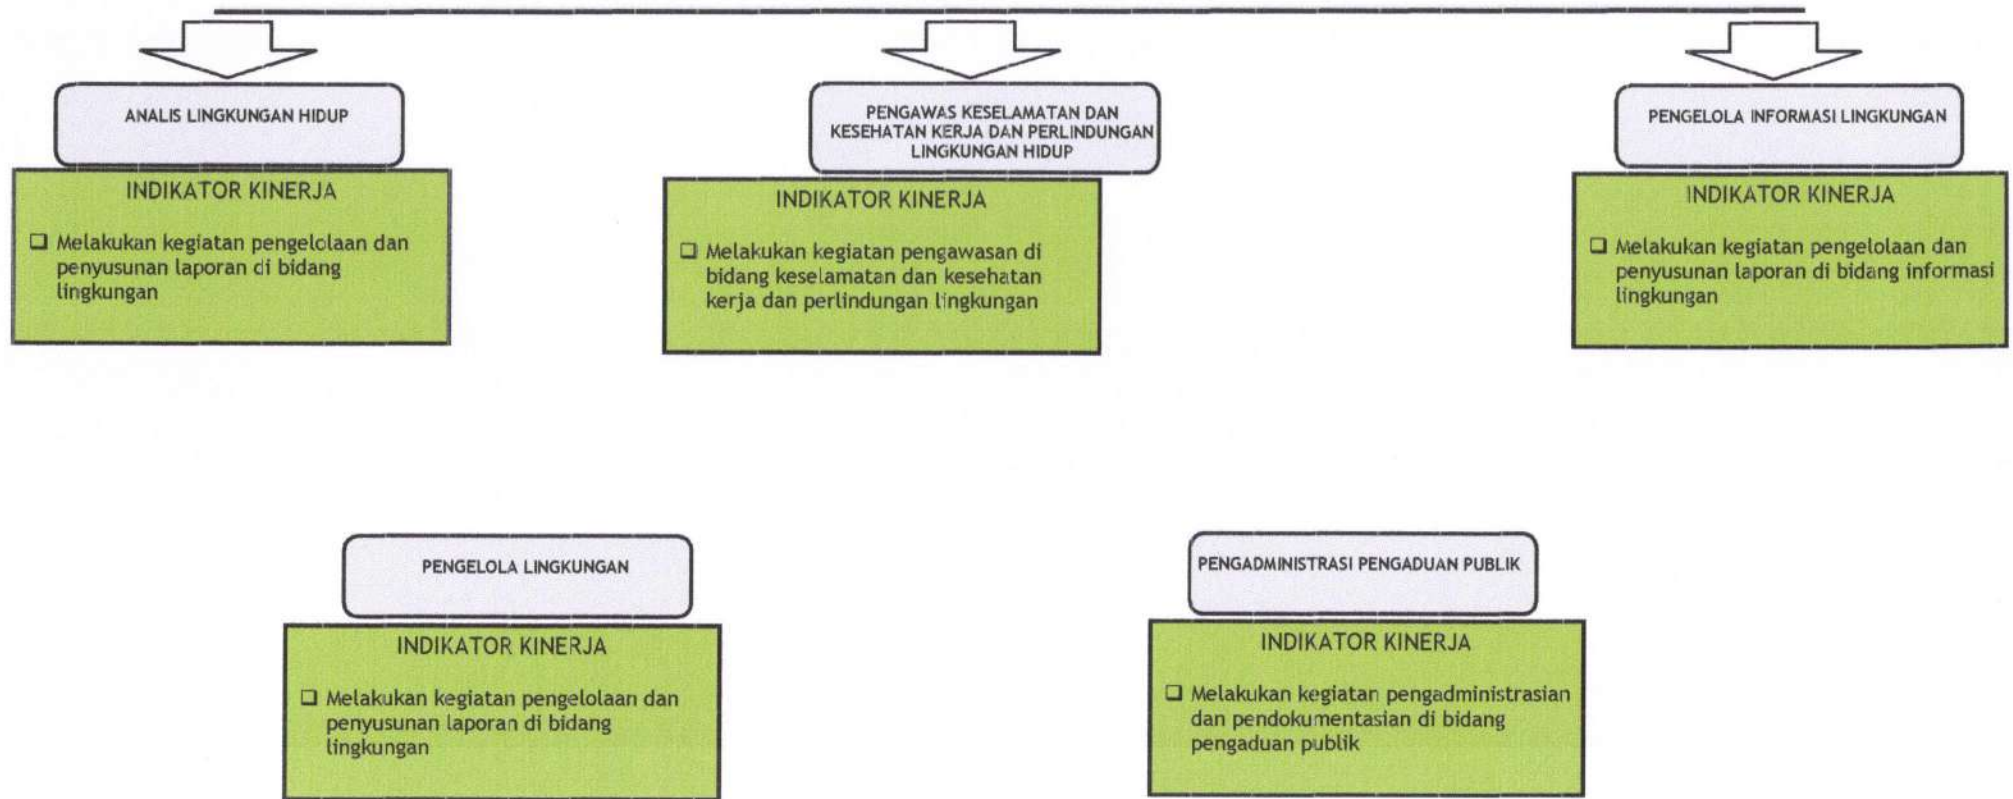 ANALIS LINGKUNGAN HIDUP
INDIKATOR KINERJA
❑ Melakukan kegiatan pengelolaan dan
penyusunan laporan di bidang
lingkungan
PENGAWAS KESELAMATAN DAN
KESEHATAN KERJA DAN PERLINDUNGAN
LINGKUNGAN HIDUP
INDIKATOR KINERJA
❑ Melakukan kegiatan pengawasan di
bidang keselamatan dan kesehatan
kerja dan perlindungan lingkungan
PENGELOLA INFORMASI LINGKUNGAN
INDIKATOR KINERJA
❑ Melakukan kegiatan pengelolaan dan
penyusunan laporan di bidang informasi
lingkungan
PENGELOLA LINGKUNGAN
INDIKATOR KINERJA
❑ Melakukan kegiatan pengelolaan dan
penyusunan laporan di bidang
lingkungan
PENGADMINISTRASI PENGADUAN PUBLIK
INDIKATOR KINERJA
❑ Melakukan kegiatan pengadministrasian
dan pendokumentasian di bidang
pengaduan publik